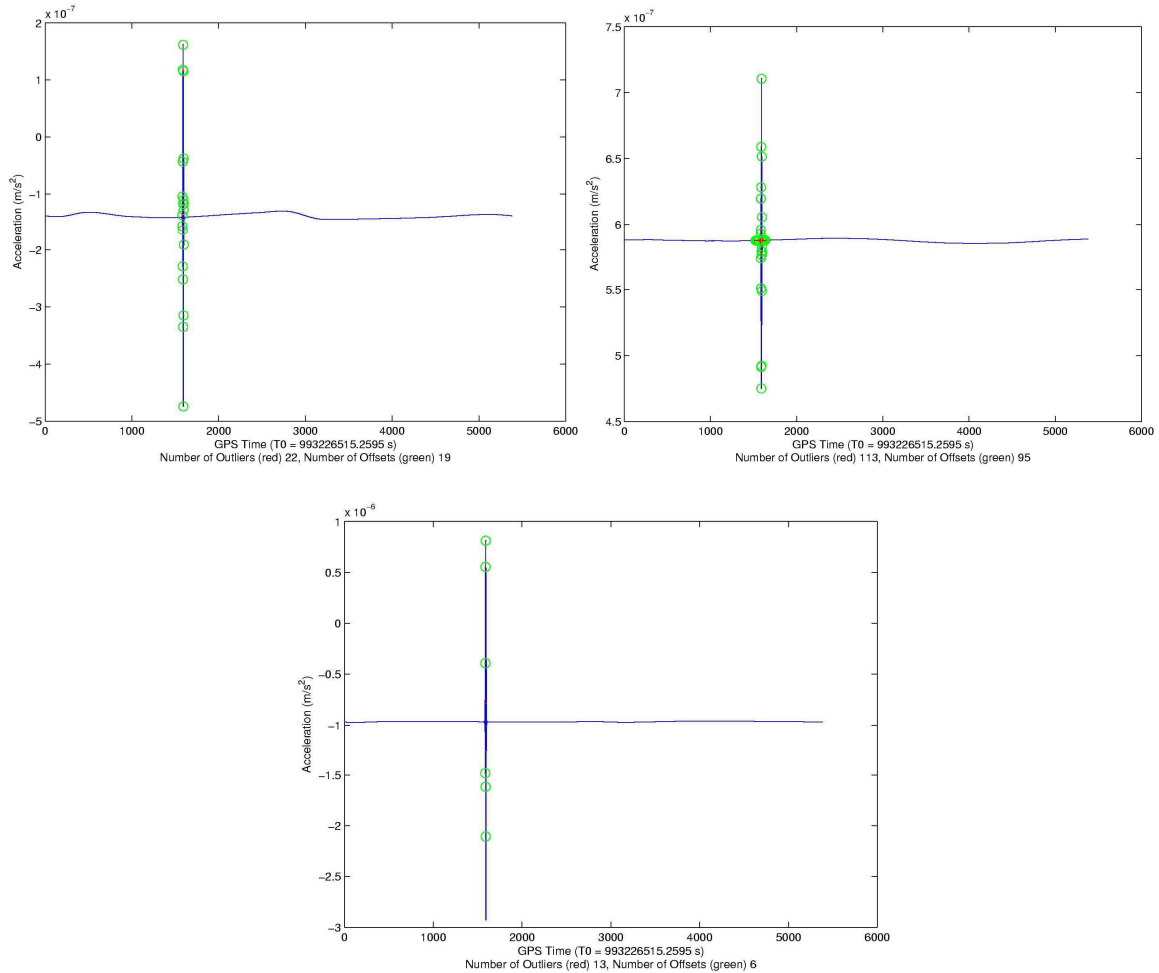 x 10⁻⁷
2
1
0
−1
−2
−3
−4
−5
Acceleration (m/s²)
0 1000 2000 3000 4000 5000 6000
GPS Time (T0 = 993226515.2595 s)
Number of Outliers (red) 22, Number of Offsets (green) 19
x 10⁻⁷
7.5
7
6.5
6
5.5
5
4.5
Acceleration (m/s²)
0 1000 2000 3000 4000 5000 6000
GPS Time (T0 = 993226515.2595 s)
Number of Outliers (red) 113, Number of Offsets (green) 95
x 10⁻⁶
1
0.5
0
−0.5
−1
−1.5
−2
−2.5
−3
Acceleration (m/s²)
0 1000 2000 3000 4000 5000 6000
GPS Time (T0 = 993226515.2595 s)
Number of Outliers (red) 13, Number of Offsets (green) 6